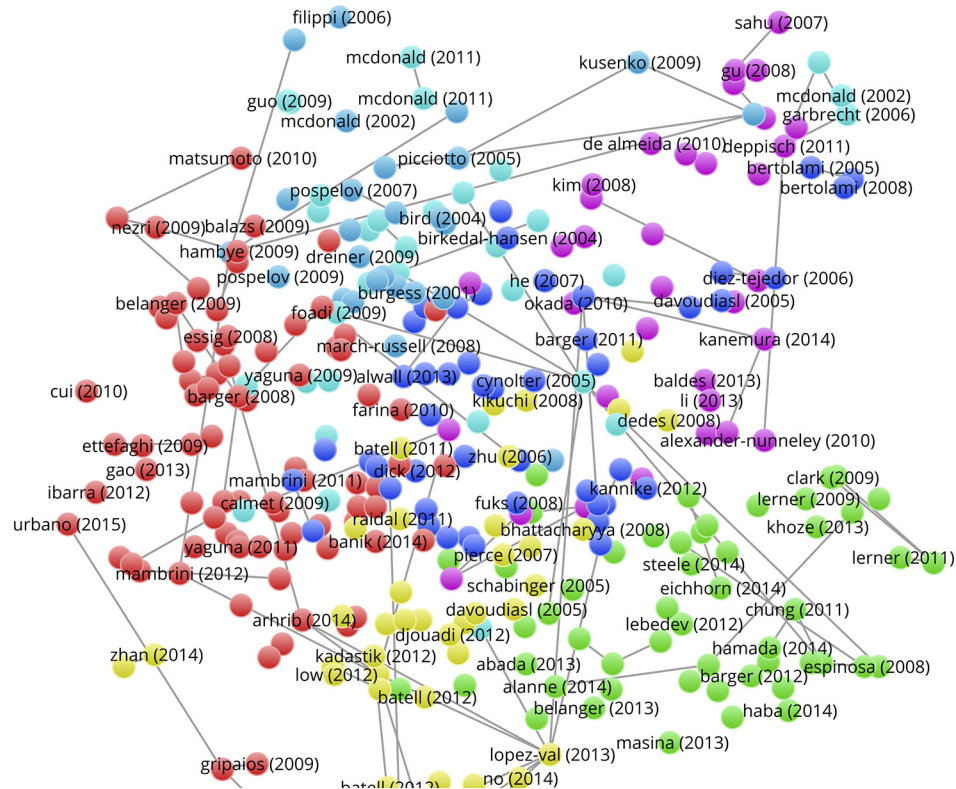 filippi (2006)
sahu (2007)
mcdonald (2011)
kusenko (2009)
gu (2008)
guo (2009)
mcdonald (2011)
mcdonald (2002)
mcdonald (2002)
garbrecht (2006)
matsumoto (2010)
picciotto (2005)
de almeida (2010)
deppisch (2011)
bertolami (2005)
bertolami (2008)
pospelov (2007)
kim (2008)
nezri (2009)
balazs (2009)
bird (2004)
birkedal-hansen (2004)
hambye (2009)
dreiner (2009)
pospelov (2009)
he (2007)
diez-tejedor (2006)
belanger (2009)
burgess (2001)
okada (2010)
davoudiasl (2005)
foadi (2009)
essig (2008)
march-russell (2008)
barger (2011)
kanemura (2014)
yaguna (2009)
alwall (2013)
cynolter (2005)
baldes (2013)
cui (2010)
barger (2008)
kikuchi (2008)
li (2013)
farina (2010)
dedes (2008)
ettefaghi (2009)
batell (2011)
alexander-nunneley (2010)
gao (2013)
dick (2012)
zhu (2006)
mambrini (2011)
clark (2009)
ibarra (2012)
calmet (2009)
fuks (2008)
kannike (2012)
lerner (2009)
urbano (2015)
raidal (2011)
bhattacharyya (2008)
khoze (2013)
yaguna (2011)
banik (2014)
pierce (2007)
lerner (2011)
mambrini (2012)
steele (2014)
schabinger (2005)
eichhorn (2014)
arhrib (2014)
davoudiasl (2005)
chung (2011)
djouadi (2012)
lebedev (2012)
zhan (2014)
kadastik (2012)
hamada (2014)
low (2012)
abada (2013)
espinosa (2008)
batell (2012)
alanne (2014)
barger (2012)
belanger (2013)
haba (2014)
masina (2013)
gripaios (2009)
lopez-val (2013)
batell (2012)
no (2014)